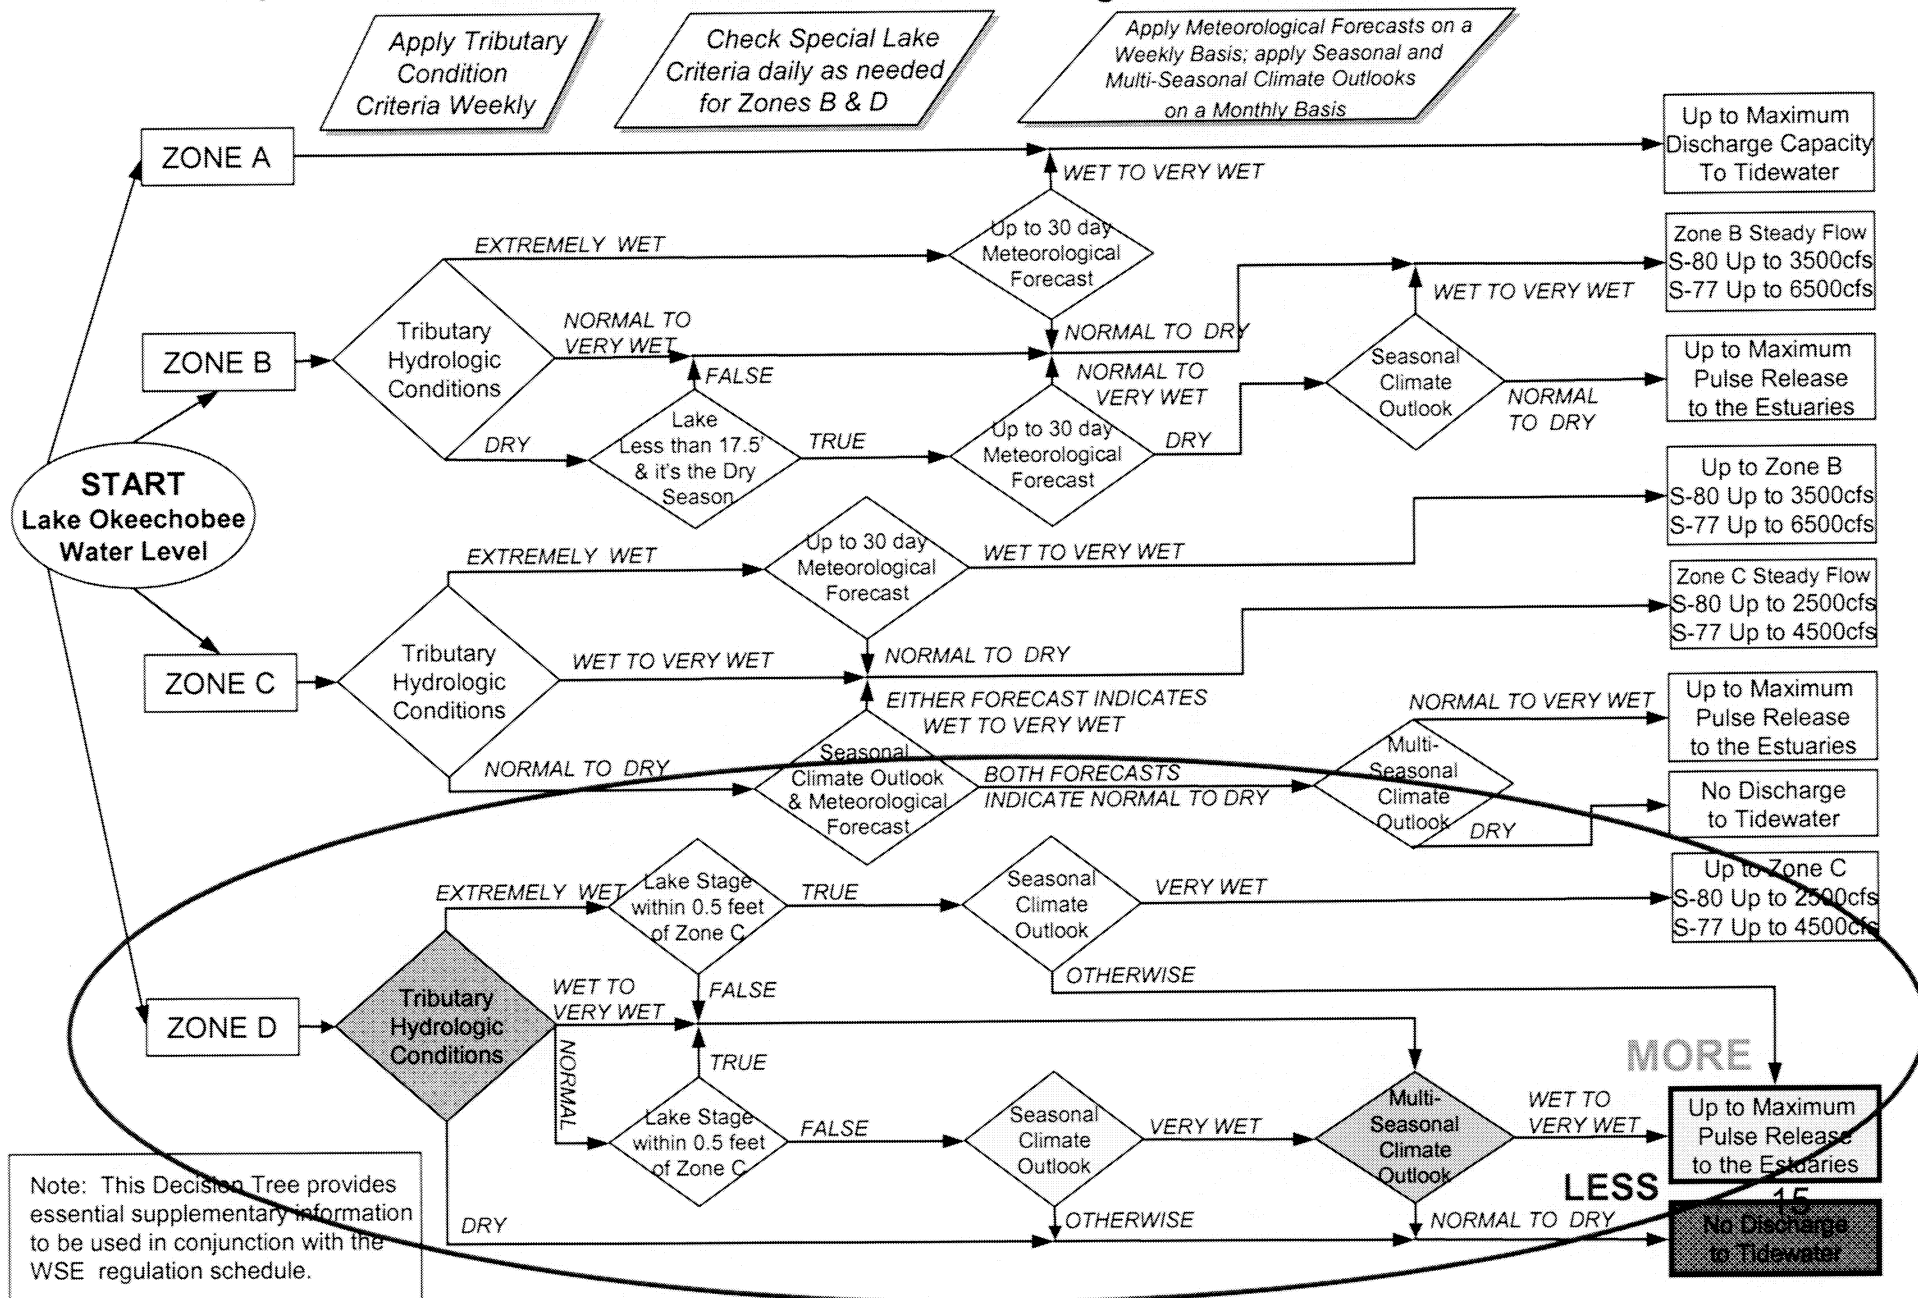 Apply Tributary
Condition
Criteria Weekly
Check Special Lake
Criteria daily as needed
for Zones B & D
Apply Meteorological Forecasts on a
Weekly Basis; apply Seasonal and
Multi-Seasonal Climate Outlooks
on a Monthly Basis
ZONE A
WET TO VERY WET
Up to Maximum
Discharge Capacity
To Tidewater
EXTREMELY WET
Up to 30 day
Meteorological
Forecast
Zone B Steady Flow
S-80 Up to 3500cfs
S-77 Up to 6500cfs
WET TO VERY WET
ZONE B
Tributary
Hydrologic
Conditions
NORMAL TO
VERY WET
NORMAL TO DRY
FALSE
NORMAL TO
VERY WET
Seasonal
Climate
Outlook
NORMAL
TO DRY
Up to Maximum
Pulse Release
to the Estuaries
DRY
Lake
Less than 17.5'
& it's the Dry
Season
TRUE
Up to 30 day
Meteorological
Forecast
DRY
START
Lake Okeechobee
Water Level
Up to Zone B
S-80 Up to 3500cfs
S-77 Up to 6500cfs
EXTREMELY WET
Up to 30 day
Meteorological
Forecast
WET TO VERY WET
Zone C Steady Flow
S-80 Up to 2500cfs
S-77 Up to 4500cfs
ZONE C
Tributary
Hydrologic
Conditions
WET TO VERY WET
NORMAL TO DRY
EITHER FORECAST INDICATES
WET TO VERY WET
NORMAL TO VERY WET
Up to Maximum
Pulse Release
to the Estuaries
NORMAL TO DRY
Seasonal
Climate Outlook
& Meteorological
Forecast
BOTH FORECASTS
INDICATE NORMAL TO DRY
Multi-
Seasonal
Climate
Outlook
DRY
No Discharge
to Tidewater
EXTREMELY WET
Lake Stage
within 0.5 feet
of Zone C
TRUE
Seasonal
Climate
Outlook
VERY WET
Up to Zone C
S-80 Up to 2500cfs
S-77 Up to 4500cfs
OTHERWISE
ZONE D
Tributary
Hydrologic
Conditions
WET TO
VERY WET
FALSE
NORMAL
TRUE
MORE
Lake Stage
within 0.5 feet
of Zone C
FALSE
Seasonal
Climate
Outlook
VERY WET
Multi-
Seasonal
Climate
Outlook
WET TO
VERY WET
Up to Maximum
Pulse Release
to the Estuaries
LESS
15
DRY
OTHERWISE
NORMAL TO DRY
No Discharge
to Tidewater
Note: This Decision Tree provides
essential supplementary information
to be used in conjunction with the
WSE regulation schedule.